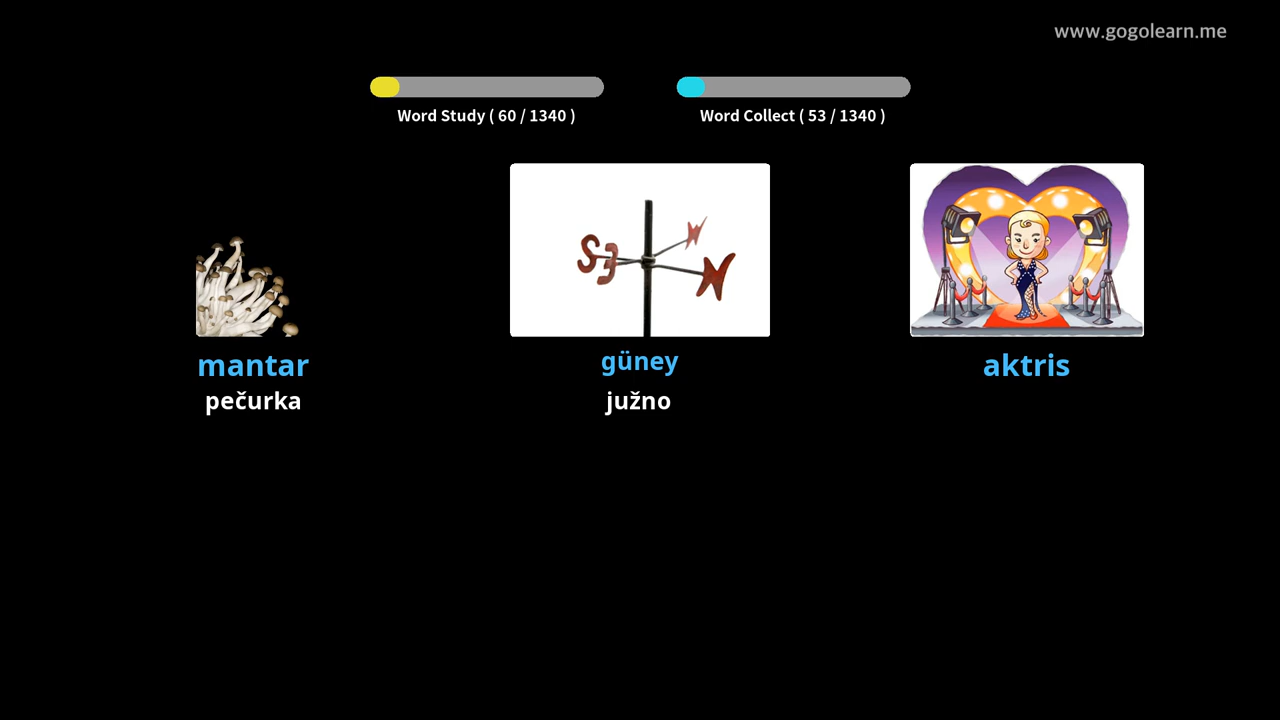 www.gogolearn.me
Word Study ( 60 / 1340 )
Word Collect ( 53 / 1340 )
mantar
güney
aktris
pečurka
južno
S
E
N
W